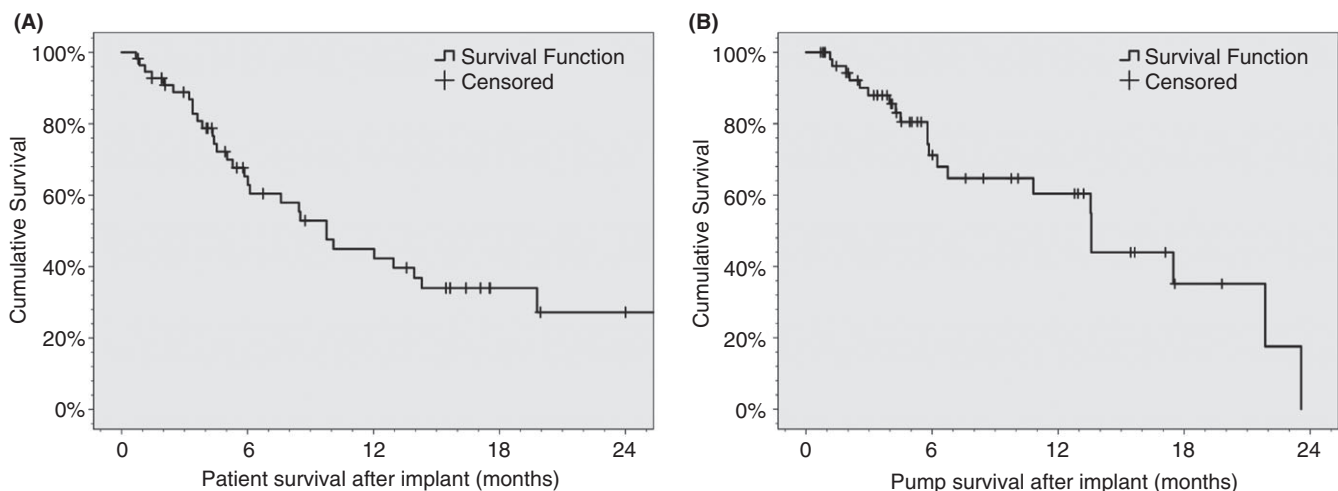 (A)
100%
80%
60%
40%
20%
0%
Cumulative Survival
Survival Function
Censored
0 6 12 18 24
Patient survival after implant (months)
(B)
100%
80%
60%
40%
20%
0%
Cumulative Survival
Survival Function
Censored
0 6 12 18 24
Pump survival after implant (months)